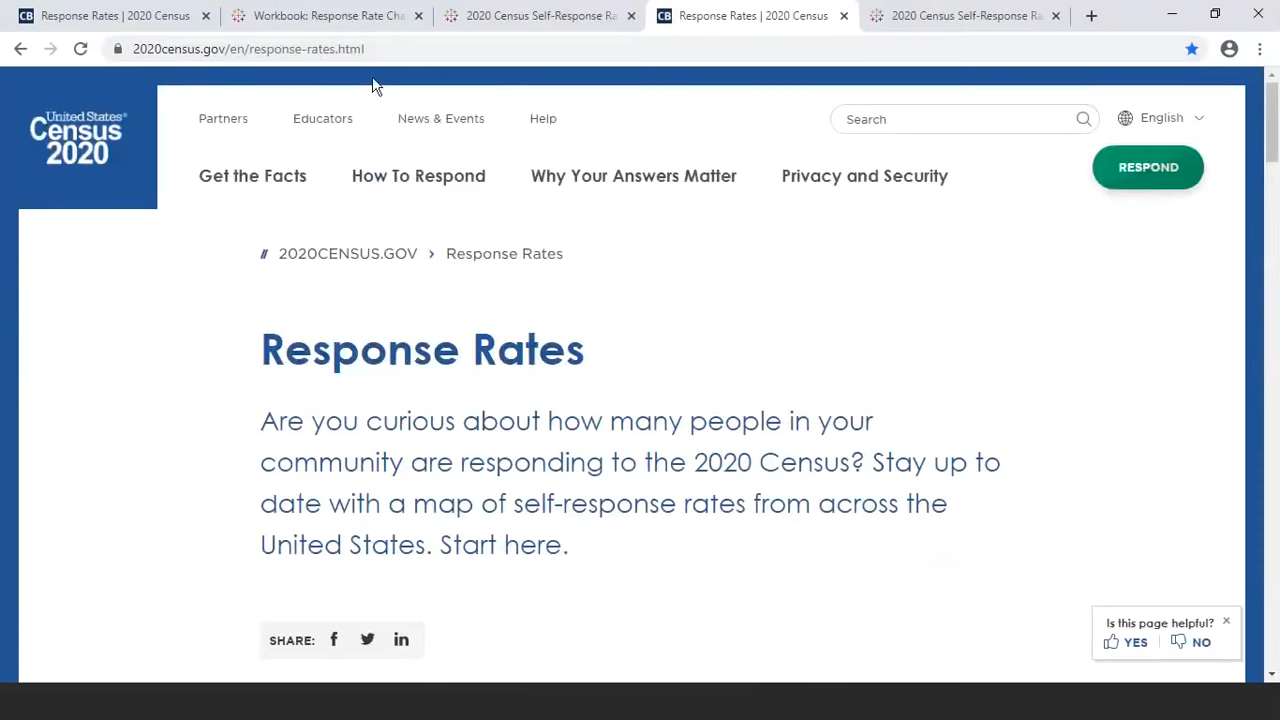 Response Rates | 2020 Census
Workbook: Response Rate Cha
2020 Census Self-Response Ra
Response Rates | 2020 Census
2020 Census Self-Response R
2020census.gov/en/response-rates.html
United States®
Census
2020
Partners
Educators
News & Events
Help
Search
English
Get the Facts
How To Respond
Why Your Answers Matter
Privacy and Security
RESPOND
// 2020CENSUS.GOV > Response Rates
Response Rates
Are you curious about how many people in your
community are responding to the 2020 Census? Stay up to
date with a map of self-response rates from across the
United States. Start here.
SHARE:
Is this page helpful?
YES
NO